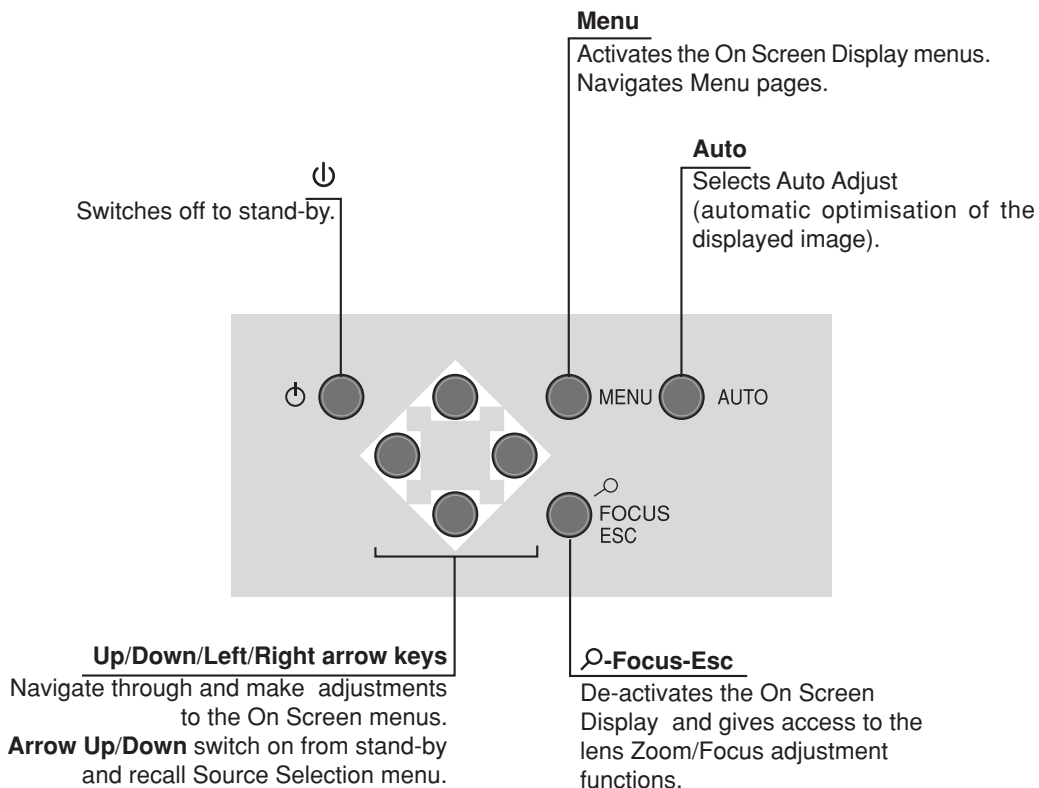 Menu
Activates the On Screen Display menus.
Navigates Menu pages.
Auto
Selects Auto Adjust
(automatic optimisation of the
displayed image).
Switches off to stand-by.
MENU
AUTO
FOCUS
ESC
Up/Down/Left/Right arrow keys
Navigate through and make adjustments
to the On Screen menus.
Arrow Up/Down switch on from stand-by
and recall Source Selection menu.
-Focus-Esc
De-activates the On Screen
Display and gives access to the
lens Zoom/Focus adjustment
functions.